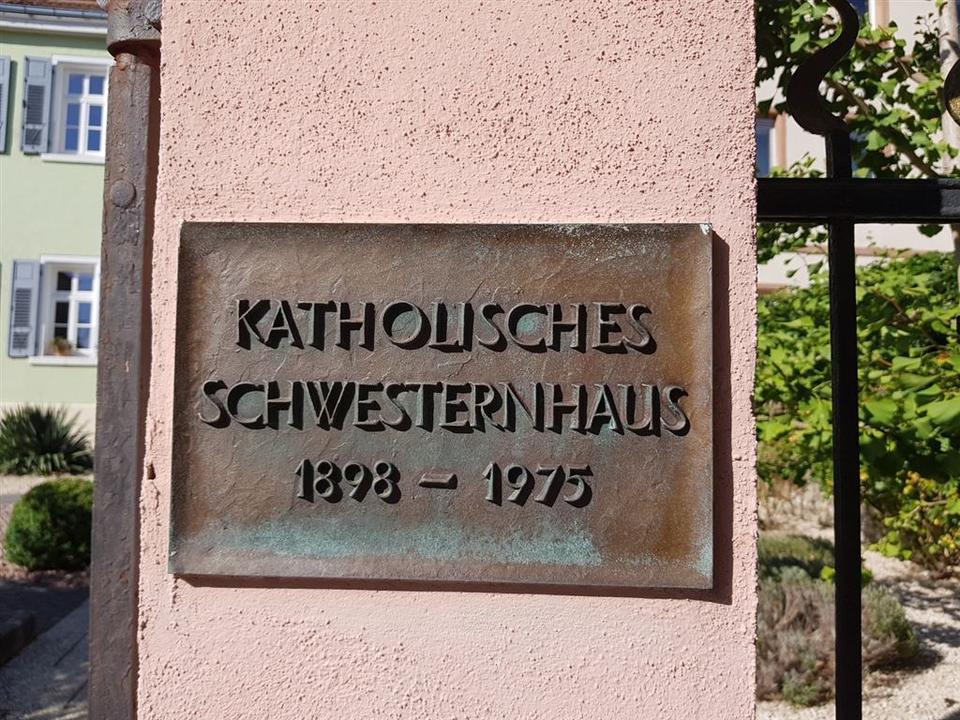 KATHOLISCHES
SCHWESTERNHAUS
1898 – 1975